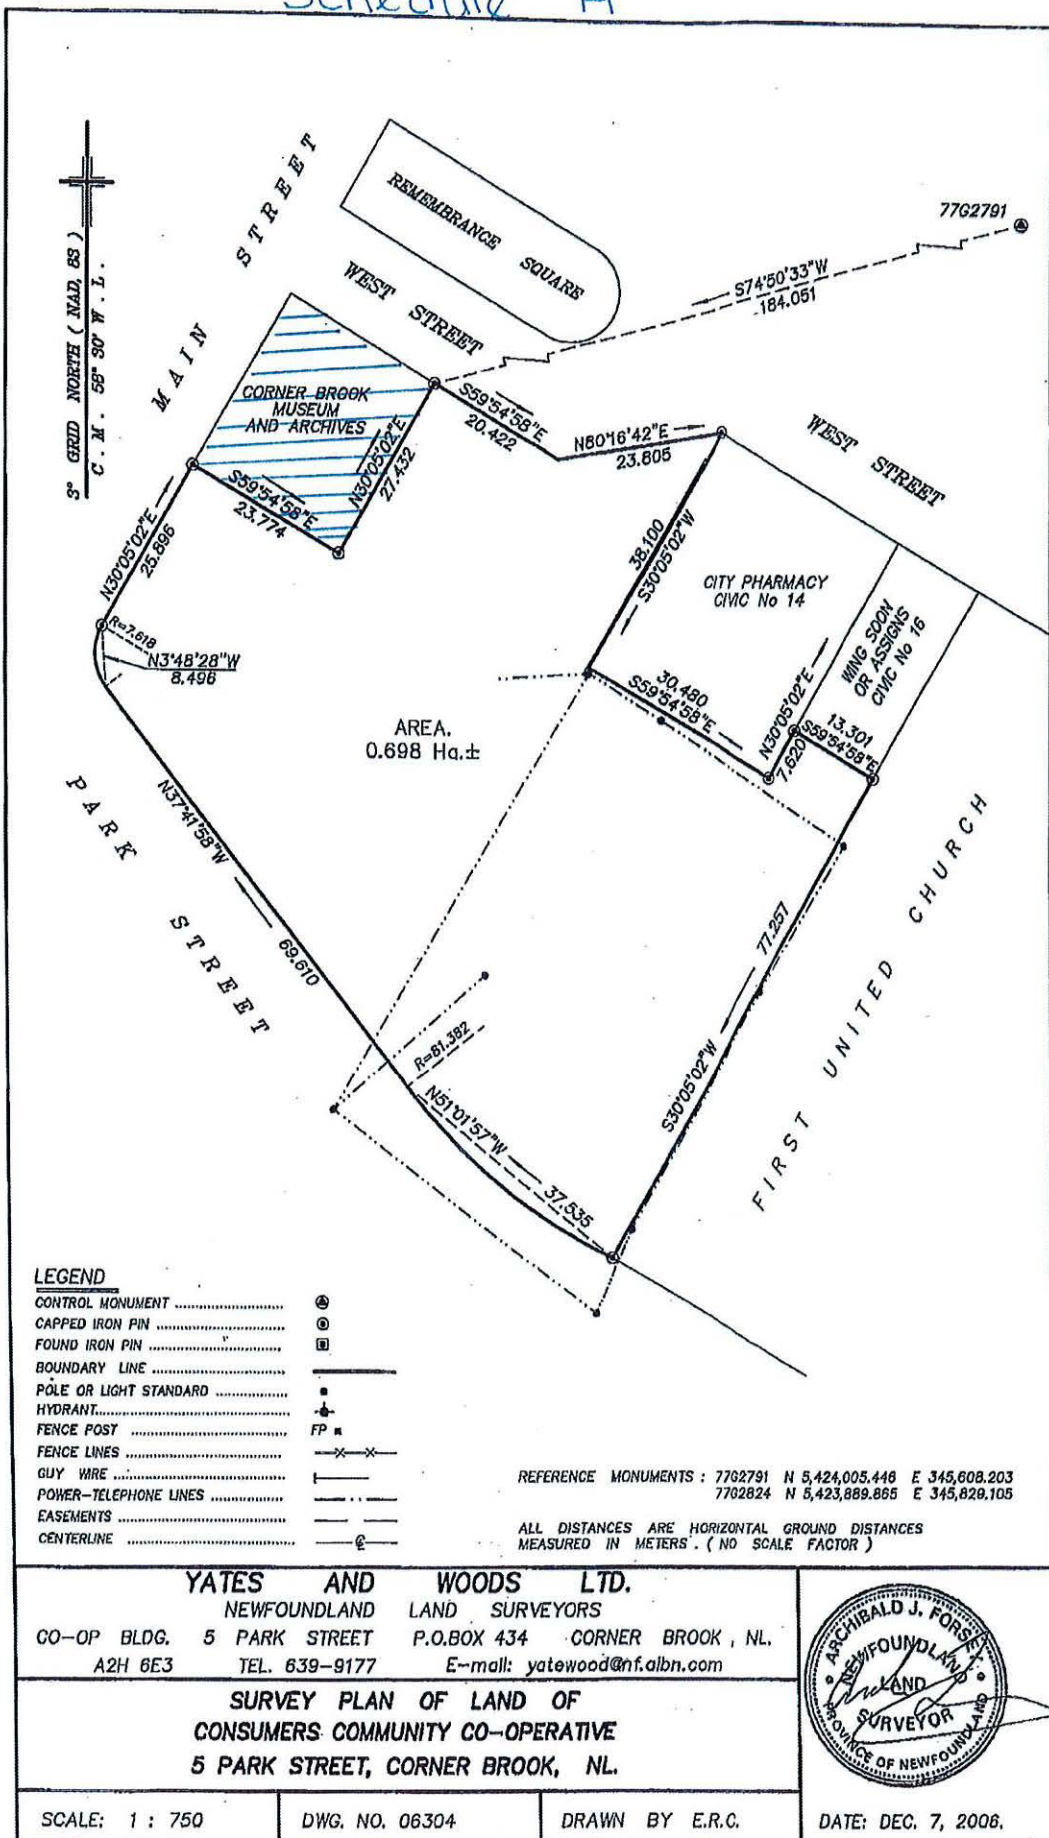 Schedule A
3° GRID NORTH ( NAD, 83 )
C . M . 58° 30' W . L .
MAIN STREET
REMEMBRANCE SQUARE
WEST STREET
77G2791
S74°50'33"W
184.051
CORNER BROOK
MUSEUM
AND ARCHIVES
S59°54'58"E
20.422
N80°16'42"E
23.605
WEST STREET
N30°05'02"E
27.432
S59°54'58"E
23.774
N30°05'02"E
25.896
38.100
S30°05'02"W
CITY PHARMACY
CIVIC No 14
WING SOON
OR ASSIGNS
CIVIC No 16
R=7.618
N3°48'28"W
8.496
30.480
S59°54'58"E
N30°05'02"E
7.620
13.301
S59°54'58"E
AREA.
0.698 Ha.±
PARK STREET
N37°41'58"W
69.610
FIRST UNITED CHURCH
77.257
S30°05'02"W
R=81.382
N51°01'57"W
37.535
LEGEND
CONTROL MONUMENT
CAPPED IRON PIN
FOUND IRON PIN
BOUNDARY LINE
POLE OR LIGHT STANDARD
HYDRANT
FENCE POST FP
FENCE LINES
GUY WIRE
POWER-TELEPHONE LINES
EASEMENTS
CENTERLINE
REFERENCE MONUMENTS : 77G2791 N 5,424,005.446 E 345,608.203
77G2824 N 5,423,889.865 E 345,829.105
ALL DISTANCES ARE HORIZONTAL GROUND DISTANCES
MEASURED IN METERS . ( NO SCALE FACTOR )
YATES AND WOODS LTD.
NEWFOUNDLAND LAND SURVEYORS
CO-OP BLDG. 5 PARK STREET P.O.BOX 434 CORNER BROOK , NL.
A2H 6E3 TEL. 639-9177 E-mail: yatewood@nf.aibn.com
SURVEY PLAN OF LAND OF
CONSUMERS COMMUNITY CO-OPERATIVE
5 PARK STREET, CORNER BROOK, NL.
ARCHIBALD J. FORSEY
NEWFOUNDLAND
LAND
SURVEYOR
PROVINCE OF NEWFOUNDLAND
SCALE: 1 : 750
DWG. NO. 06304
DRAWN BY E.R.C.
DATE: DEC. 7, 2006.